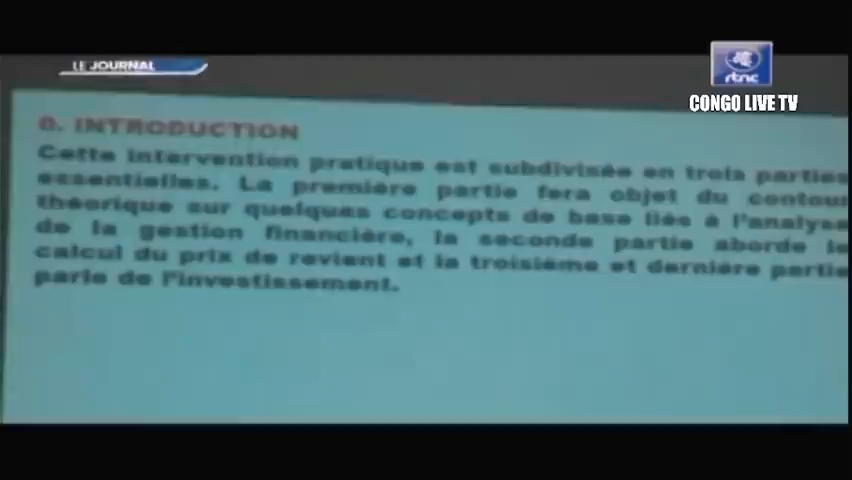 LE JOURNAL
rtnc
CONGO LIVE TV
0. INTRODUCTION
Cette intervention pratique est subdivisée en trois parties
essentielles. La première partie fera objet du contour
théorique sur quelques concepts de base liés à l'analyse
de la gestion financière, la seconde partie aborde le
calcul du prix de revient et la troisième et dernière partie
parle de l'investissement.